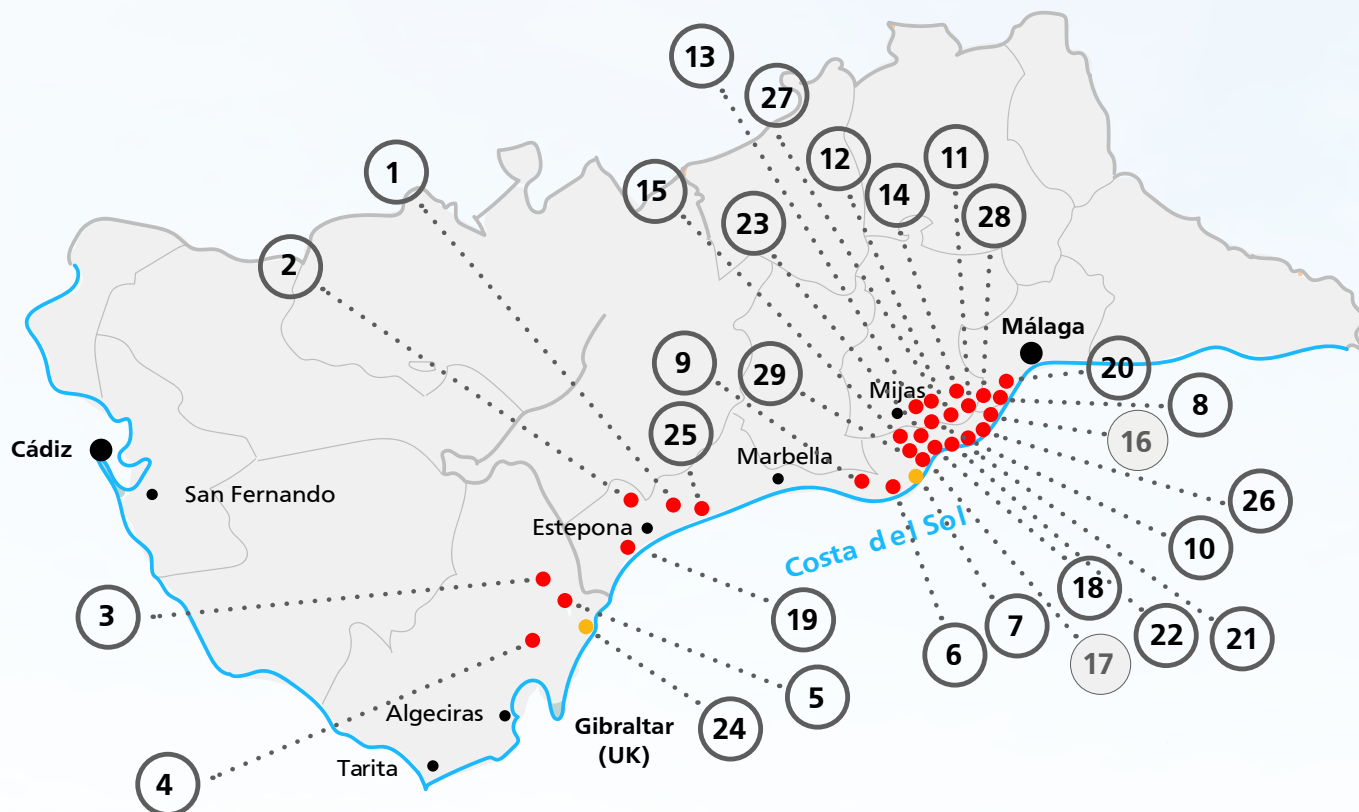 13
27
1
12
11
15
14
23
28
2
Málaga
9
29
20
Mijas
8
25
16
Cádiz
Marbella
San Fernando
26
Estepona
Costa del Sol
10
18
3
19
7
22
21
6
17
5
Algeciras
Gibraltar
(UK)
24
Tarita
4